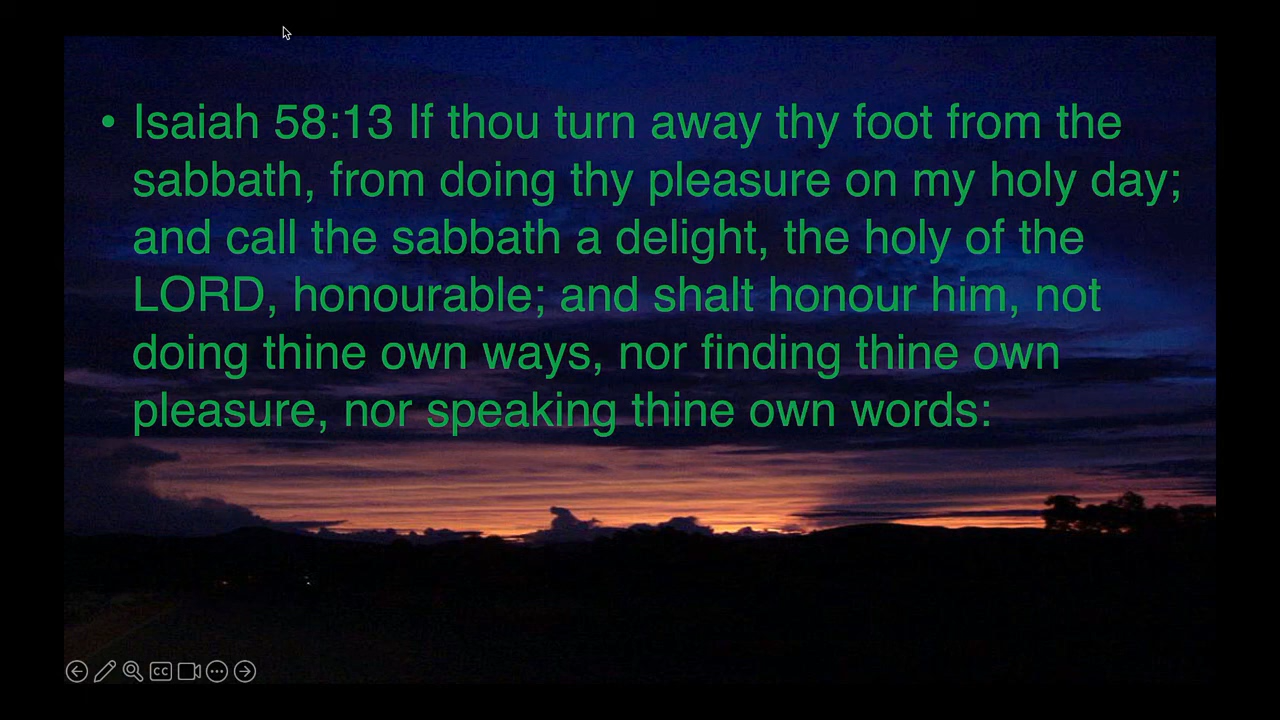 • Isaiah 58:13 If thou turn away thy foot from the
sabbath, from doing thy pleasure on my holy day;
and call the sabbath a delight, the holy of the
LORD, honourable; and shalt honour him, not
doing thine own ways, nor finding thine own
pleasure, nor speaking thine own words:
CC